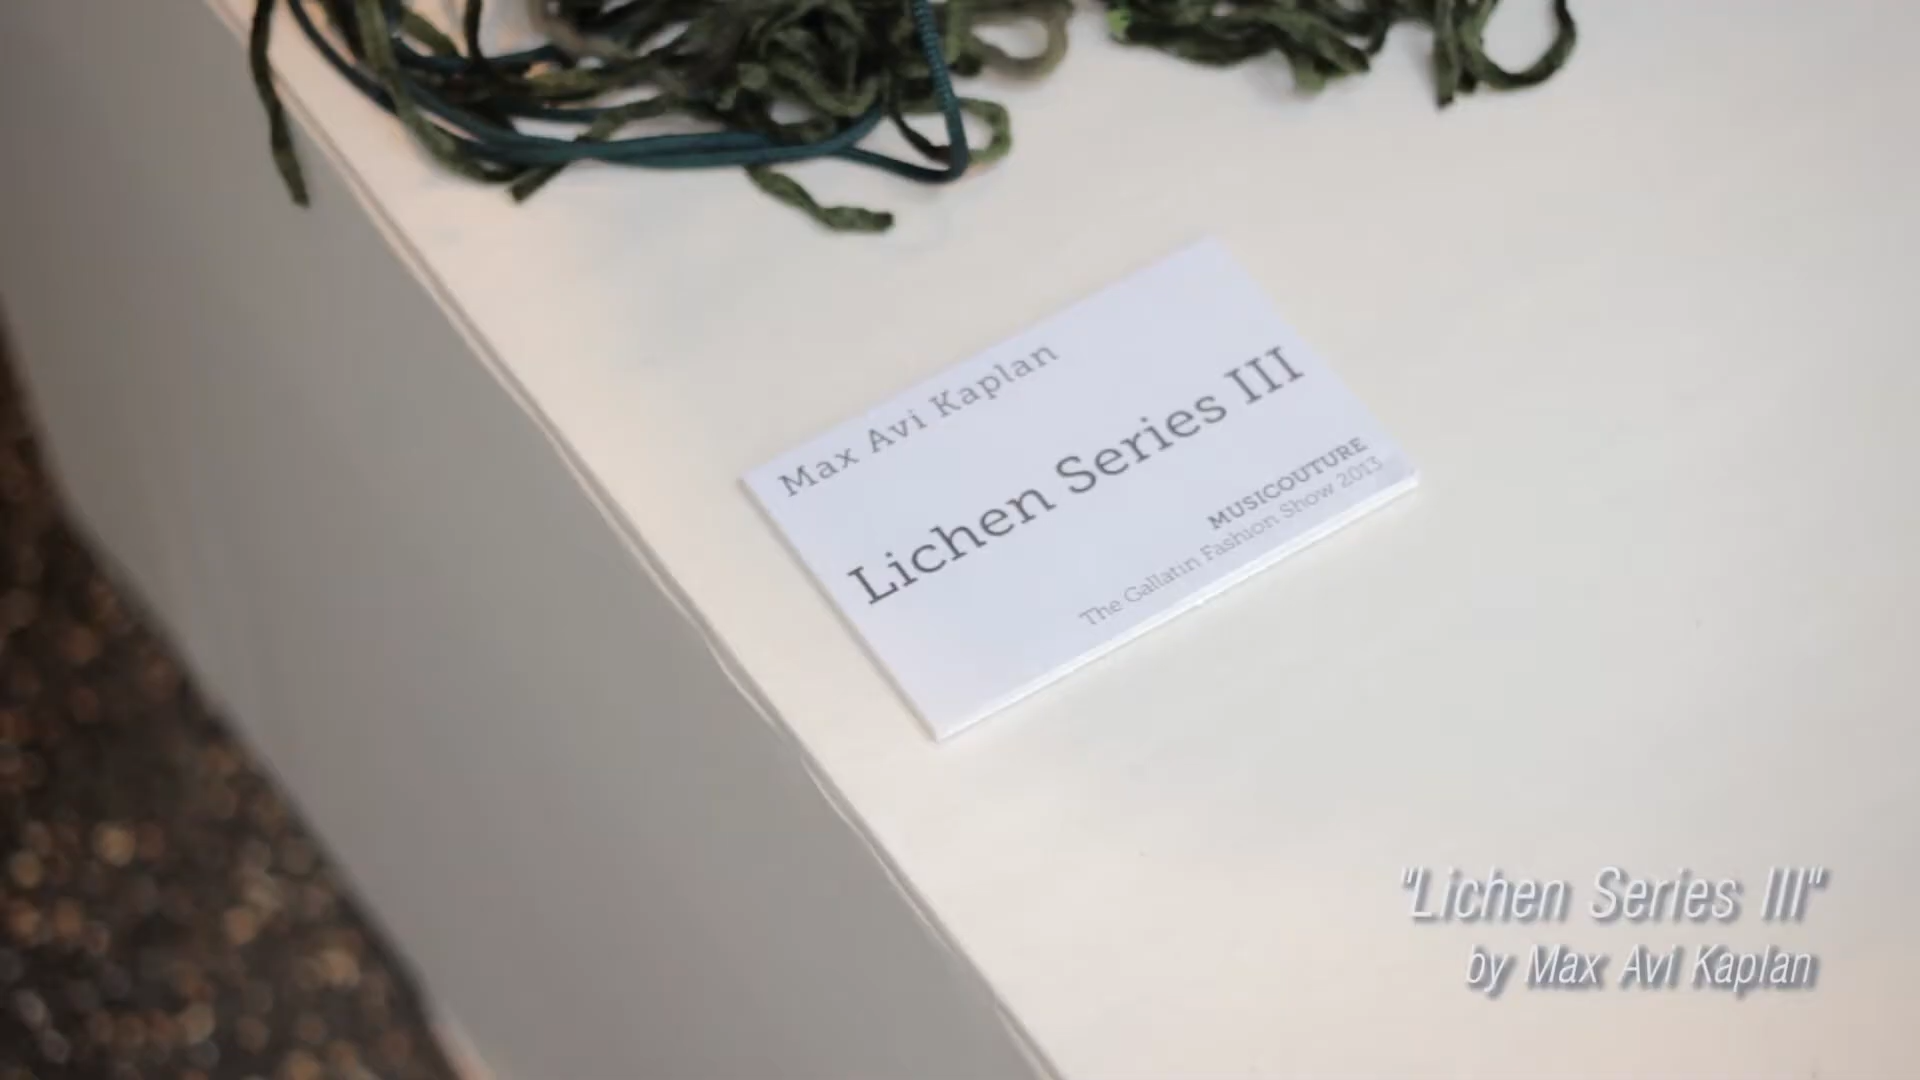 Max Avi Kaplan
Lichen Series III
MUSICOUTURE
The Gallatin Fashion Show 2013
"Lichen Series III"
by Max Avi Kaplan